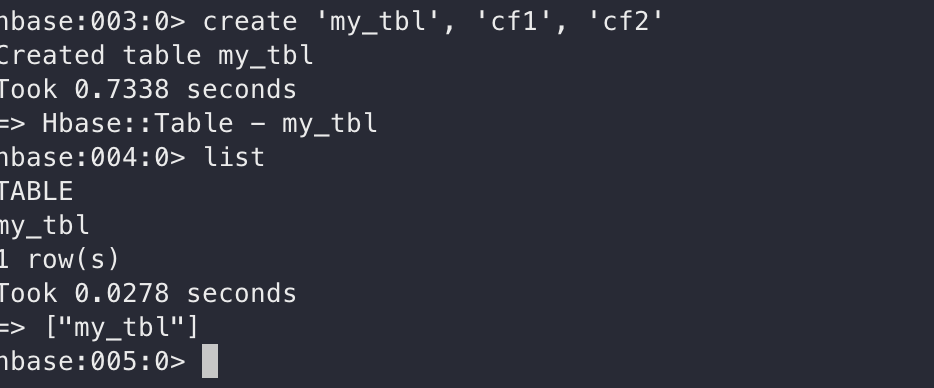 hbase:003:0> create 'my_tbl', 'cf1', 'cf2'
Created table my_tbl
Took 0.7338 seconds
=> Hbase::Table - my_tbl
hbase:004:0> list
TABLE
my_tbl
1 row(s)
Took 0.0278 seconds
=> ["my_tbl"]
hbase:005:0>